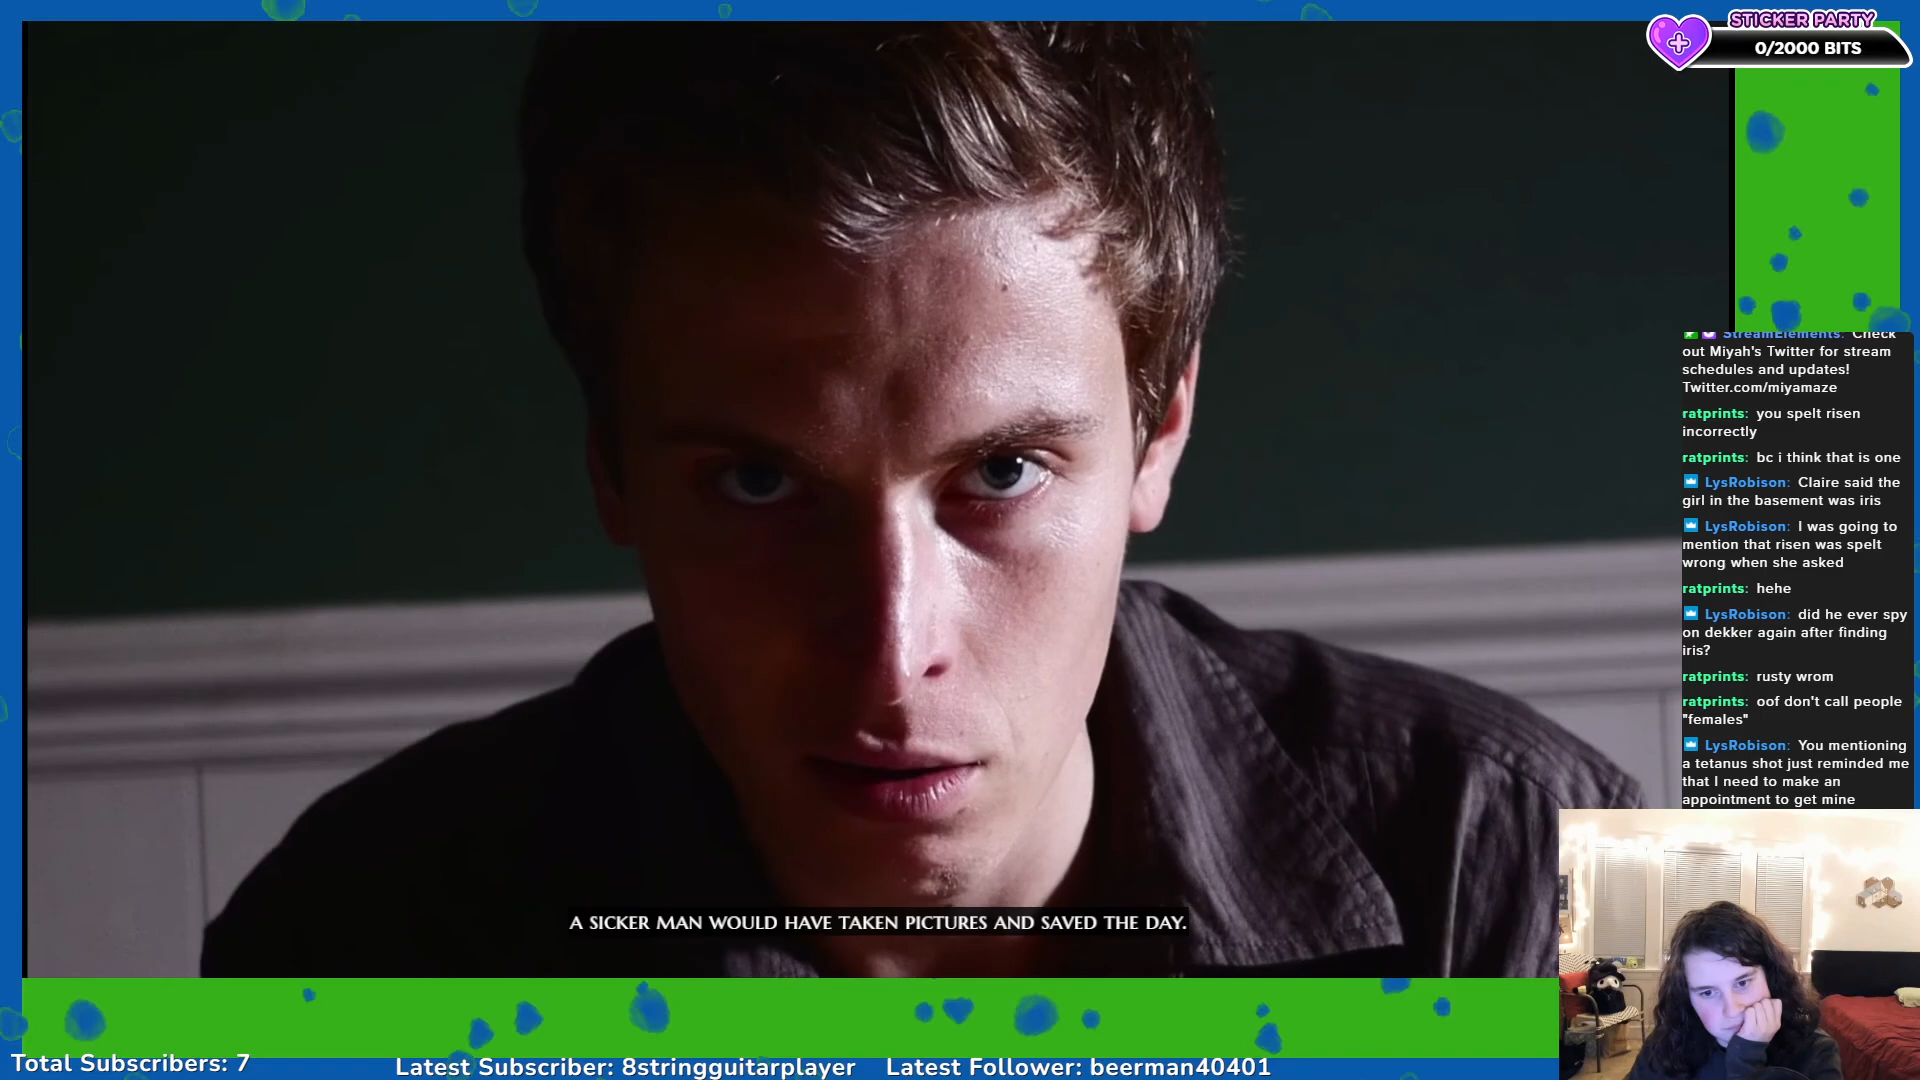 STICKER PARTY
0/2000 BITS
StreamElements: Check
out Miyah's Twitter for stream
schedules and updates!
Twitter.com/miyamaze
ratprints: you spelt risen
incorrectly
ratprints: bc i think that is one
LysRobison: Claire said the
girl in the basement was iris
LysRobison: I was going to
mention that risen was spelt
wrong when she asked
ratprints: hehe
LysRobison: did he ever spy
on dekker again after finding
iris?
ratprints: rusty wrom
ratprints: oof don't call people
"females"
LysRobison: You mentioning
a tetanus shot just reminded me
that I need to make an
appointment to get mine
A SICKER MAN WOULD HAVE TAKEN PICTURES AND SAVED THE DAY.
Total Subscribers: 7
Latest Subscriber: 8stringguitarplayer
Latest Follower: beerman40401